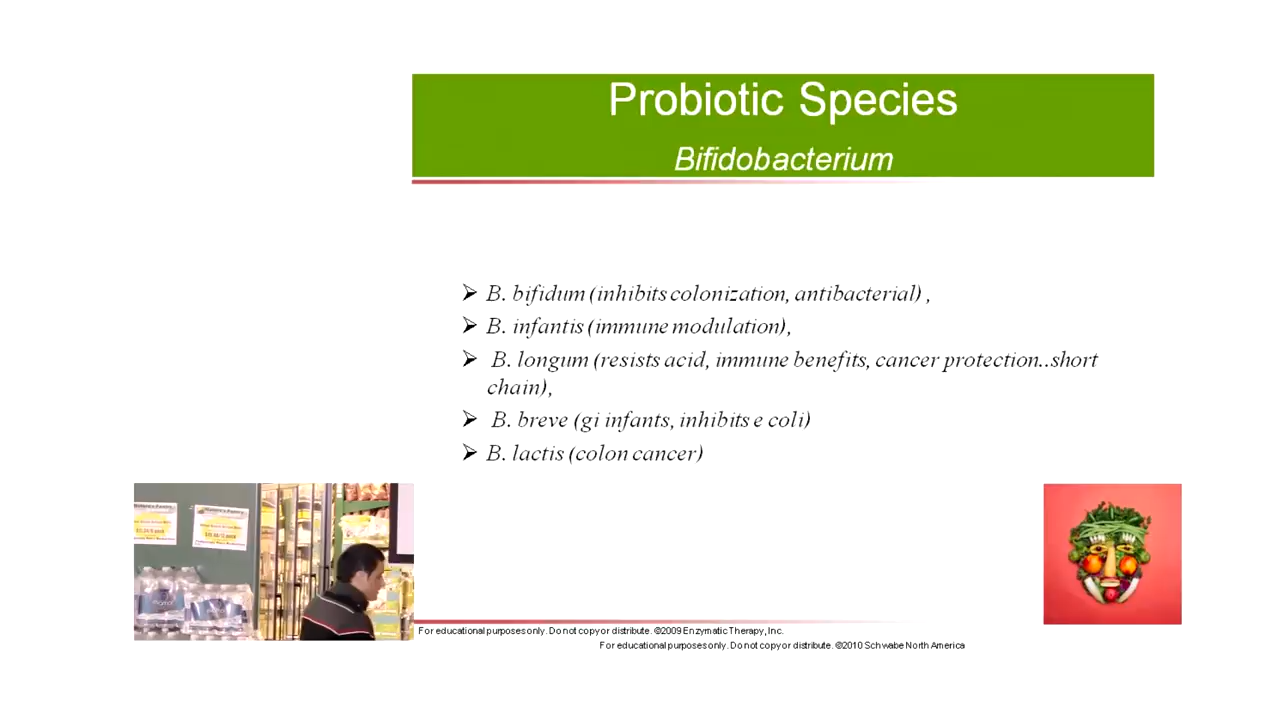 Probiotic Species
Bifidobacterium
➢ B. bifidum (inhibits colonization, antibacterial) ,
➢ B. infantis (immune modulation),
➢ B. longum (resists acid, immune benefits, cancer protection..short
chain),
➢ B. breve (gi infants, inhibits e coli)
➢ B. lactis (colon cancer)
For educational purposes only. Do not copy or distribute. ©2009 Enzymatic Therapy, Inc.
For educational purposes only. Do not copy or distribute. ©2010 Schwabe North America